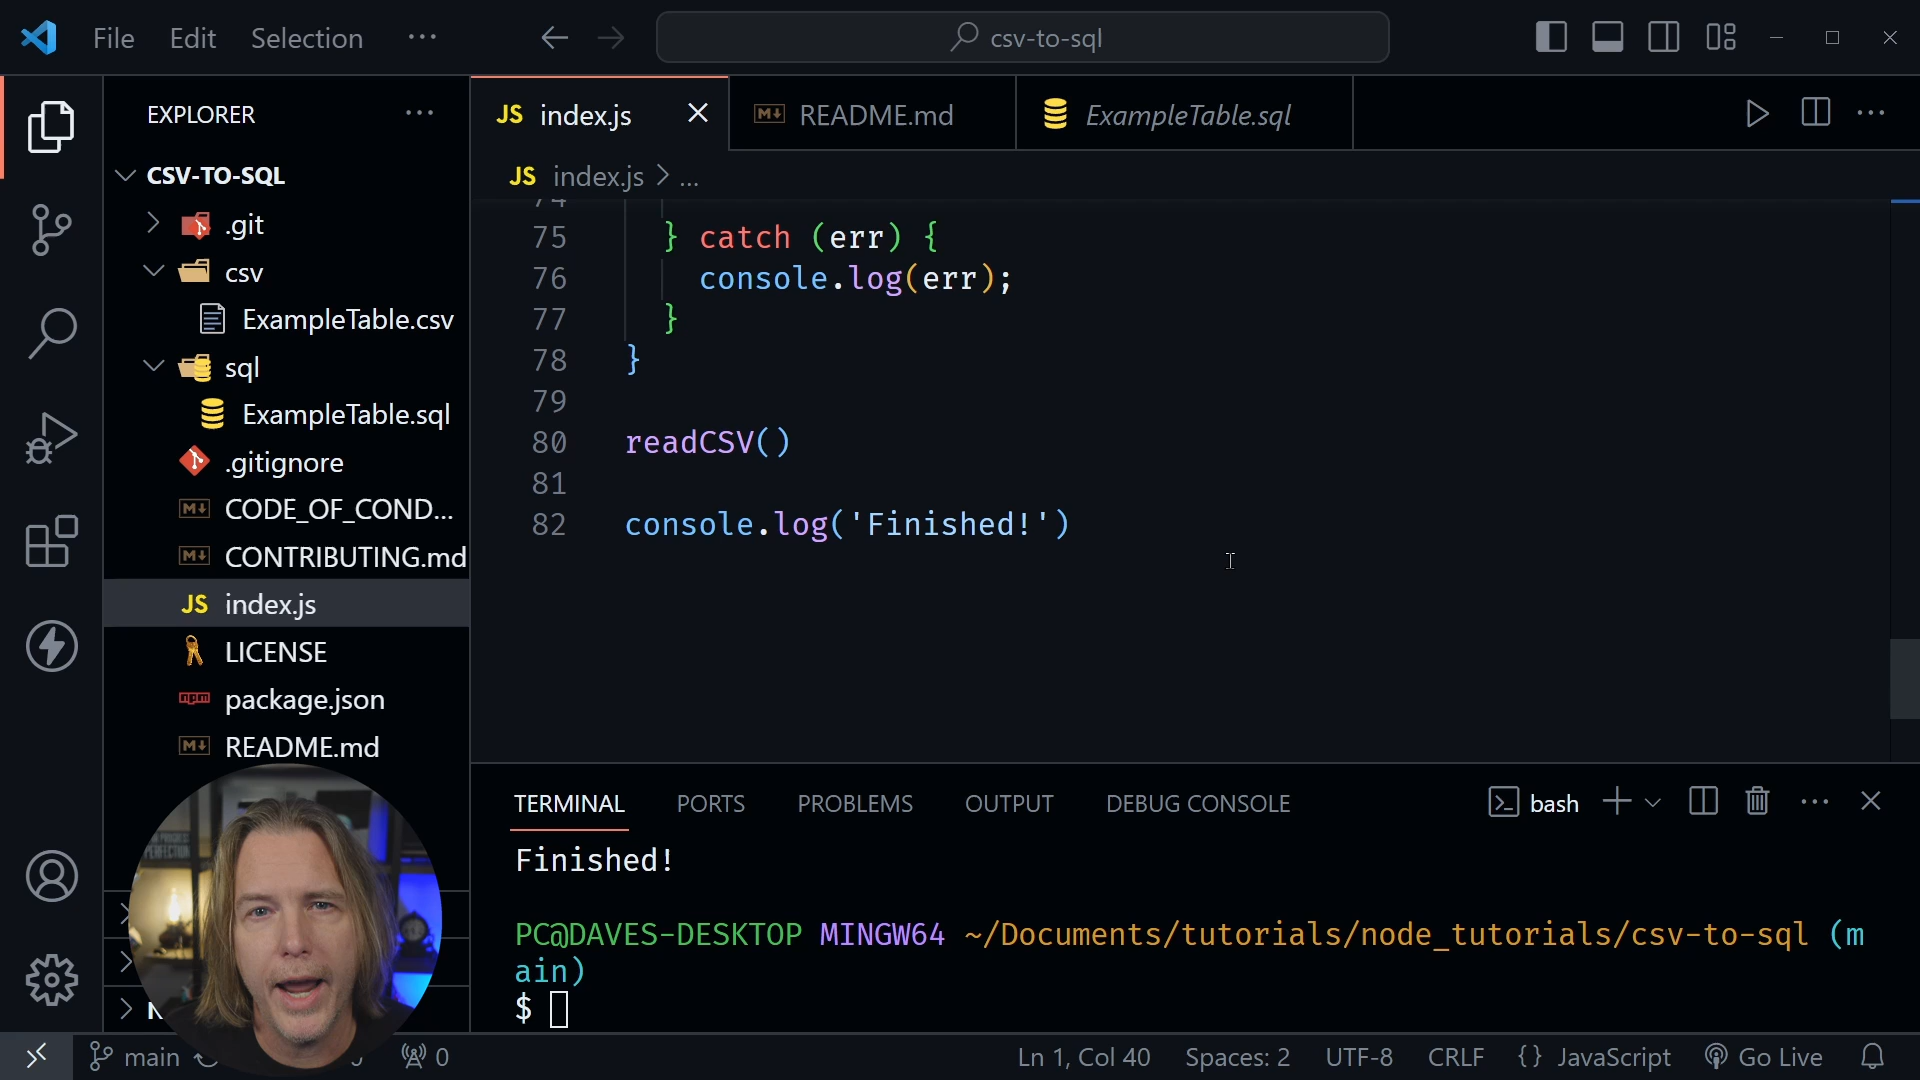 File Edit Selection ···
csv-to-sql
EXPLORER ···
CSV-TO-SQL
.git
csv
ExampleTable.csv
sql
ExampleTable.sql
.gitignore
CODE_OF_COND...
CONTRIBUTING.md
JS index.js
LICENSE
package.json
README.md
JS index.js
README.md
ExampleTable.sql
JS index.js > ...
74
75 } catch (err) {
76 console.log(err);
77 }
78 }
79
80 readCSV()
81
82 console.log('Finished!')
TERMINAL PORTS PROBLEMS OUTPUT DEBUG CONSOLE
bash
Finished!
PC@DAVES-DESKTOP MINGW64 ~/Documents/tutorials/node_tutorials/csv-to-sql (m
ain)
$
main
0
Ln 1, Col 40 Spaces: 2 UTF-8 CRLF {} JavaScript Go Live